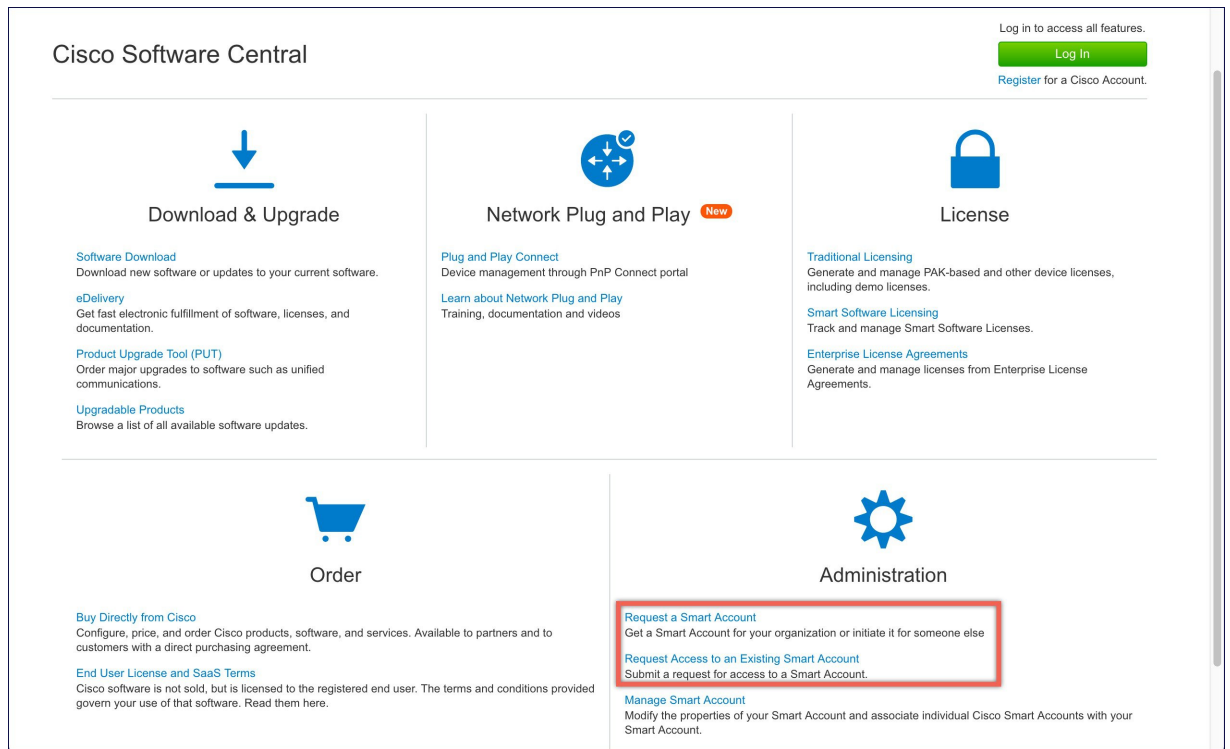 Log in to access all features.
Cisco Software Central
Log In
Register for a Cisco Account.
Download & Upgrade
Software Download
Download new software or updates to your current software.
eDelivery
Get fast electronic fulfillment of software, licenses, and
documentation.
Product Upgrade Tool (PUT)
Order major upgrades to software such as unified
communications.
Upgradable Products
Browse a list of all available software updates.
Network Plug and Play New
Plug and Play Connect
Device management through PnP Connect portal
Learn about Network Plug and Play
Training, documentation and videos
License
Traditional Licensing
Generate and manage PAK-based and other device licenses,
including demo licenses.
Smart Software Licensing
Track and manage Smart Software Licenses.
Enterprise License Agreements
Generate and manage licenses from Enterprise License
Agreements.
Order
Buy Directly from Cisco
Configure, price, and order Cisco products, software, and services. Available to partners and to
customers with a direct purchasing agreement.
End User License and SaaS Terms
Cisco software is not sold, but is licensed to the registered end user. The terms and conditions provided
govern your use of that software. Read them here.
Administration
Request a Smart Account
Get a Smart Account for your organization or initiate it for someone else
Request Access to an Existing Smart Account
Submit a request for access to a Smart Account.
Manage Smart Account
Modify the properties of your Smart Account and associate individual Cisco Smart Accounts with your
Smart Account.